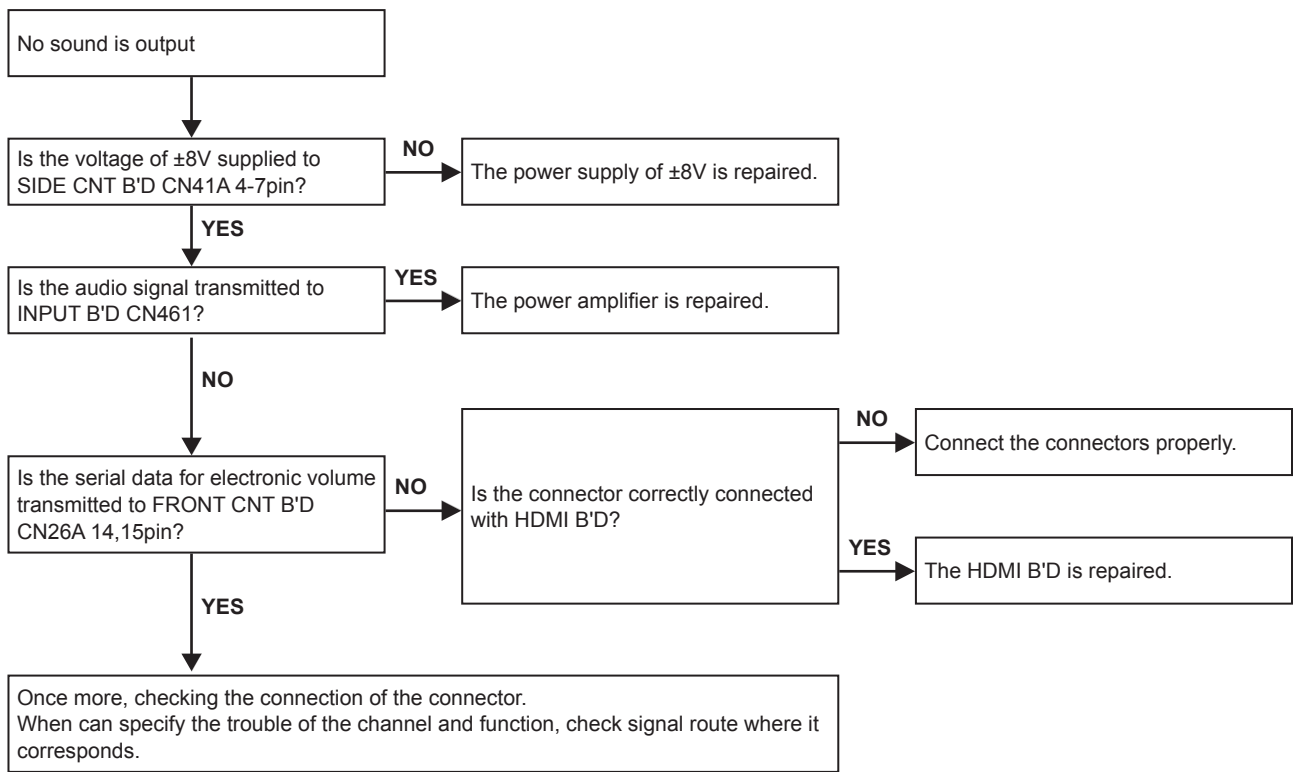 No sound is output
Is the voltage of ±8V supplied to
SIDE CNT B'D CN41A 4-7pin?
NO
The power supply of ±8V is repaired.
YES
Is the audio signal transmitted to
INPUT B'D CN461?
YES
The power amplifier is repaired.
NO
Is the serial data for electronic volume
transmitted to FRONT CNT B'D
CN26A 14,15pin?
NO
Is the connector correctly connected
with HDMI B'D?
NO
Connect the connectors properly.
YES
The HDMI B'D is repaired.
YES
Once more, checking the connection of the connector.
When can specify the trouble of the channel and function, check signal route where it
corresponds.